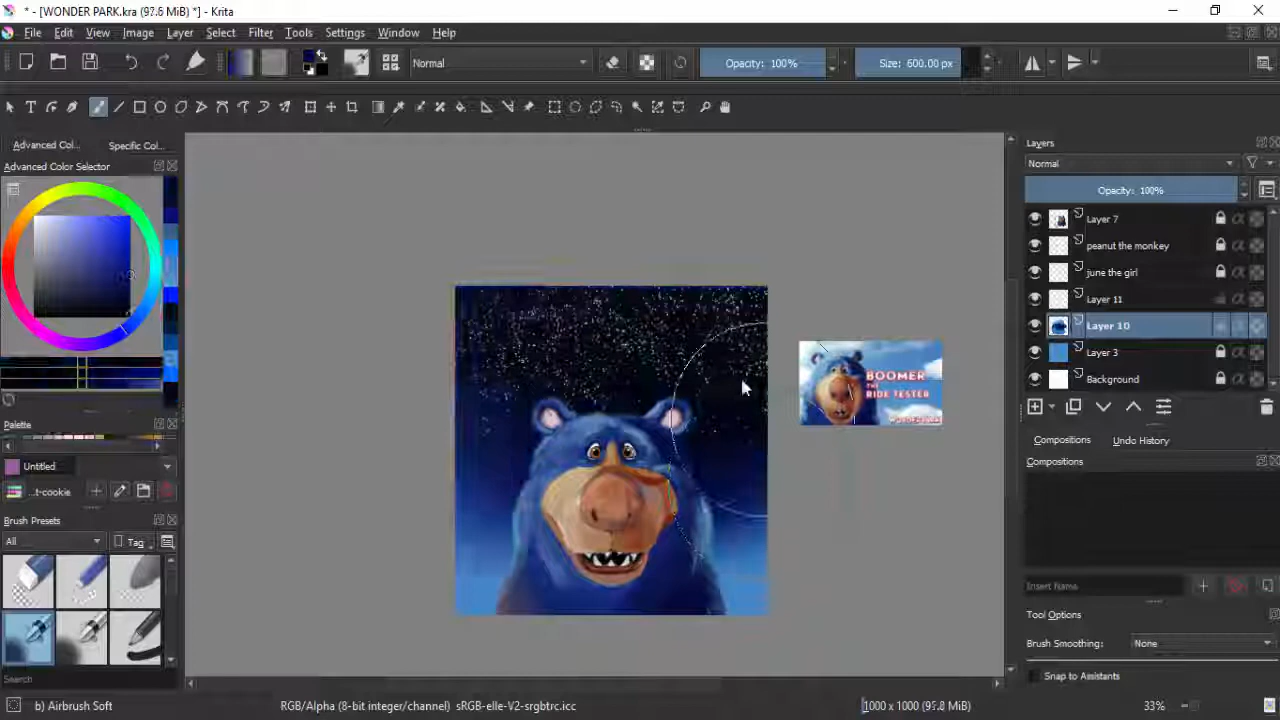 * - [WONDER PARK.kra (97.8 MiB) *] - Krita
File Edit View Image Layer Select Filter Tools Settings Window Help
Normal
Opacity: 100%
Size: 600.00 px
Advanced Col...
Specific Col...
Advanced Color Selector
Palette
Untitled
...t-cookie
Brush Presets
All
Tag
Search
BOOMER
THE
RIDE TESTER
Layers
Normal
Opacity: 100%
Layer 7
peanut the monkey
june the girl
Layer 11
Layer 10
Layer 3
Background
Compositions
Undo History
Compositions
Insert Name
Tool Options
Brush Smoothing:
None
Snap to Assistants
b) Airbrush Soft
RGB/Alpha (8-bit integer/channel) sRGB-elle-V2-srgbtrc.icc
1000 x 1000 (97.8 MiB)
33%